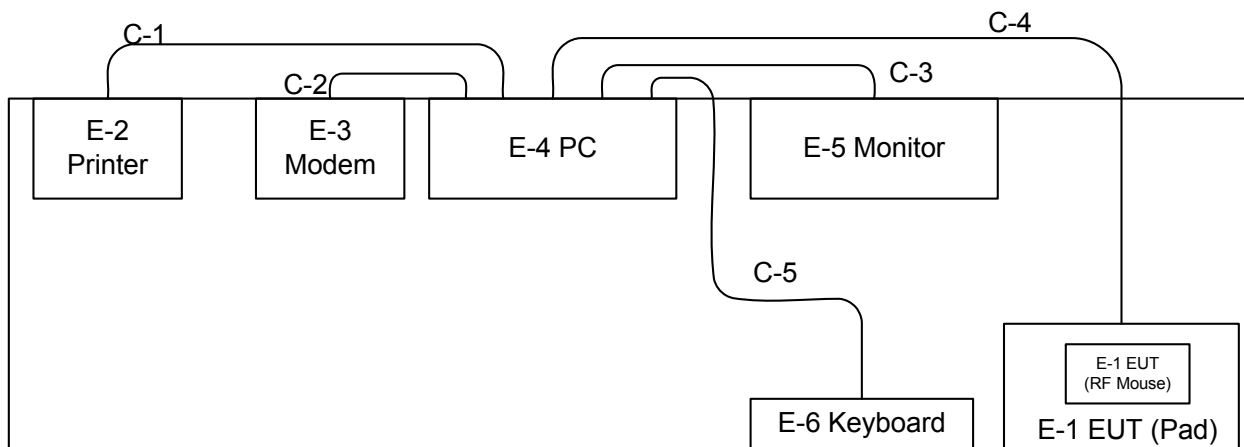 C-1
C-4
C-2
C-3
E-2
Printer
E-3
Modem
E-4 PC
E-5 Monitor
C-5
E-1 EUT
(RF Mouse)
E-6 Keyboard
E-1 EUT (Pad)